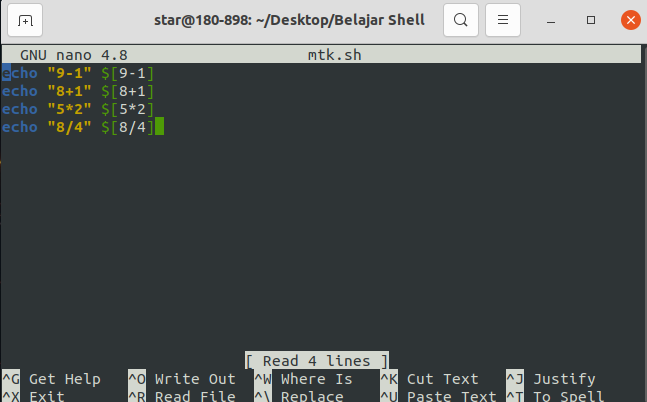 star@180-898: ~/Desktop/Belajar Shell
GNU nano 4.8 mtk.sh
echo "9-1" $[9-1]
echo "8+1" $[8+1]
echo "5*2" $[5*2]
echo "8/4" $[8/4]
[ Read 4 lines ]
^G Get Help ^O Write Out ^W Where Is ^K Cut Text ^J Justify
^X Exit ^R Read File ^\ Replace ^U Paste Text ^T To Spell